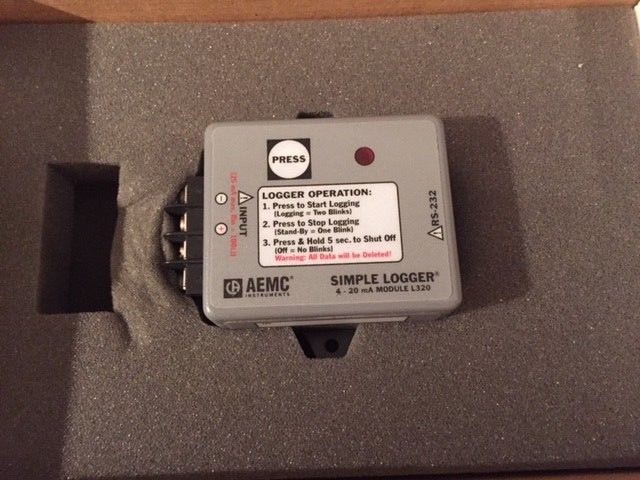 PRESS
LOGGER OPERATION:
1. Press to Start Logging
(Logging = Two Blinks)
2. Press to Stop Logging
(Stand-By = One Blink)
3. Press & Hold 5 sec. to Shut Off
(Off = No Blinks)
Warning: All Data will be Deleted!
INPUT
RS-232
AEMC®
INSTRUMENTS
SIMPLE LOGGER®
4 - 20 mA MODULE L320